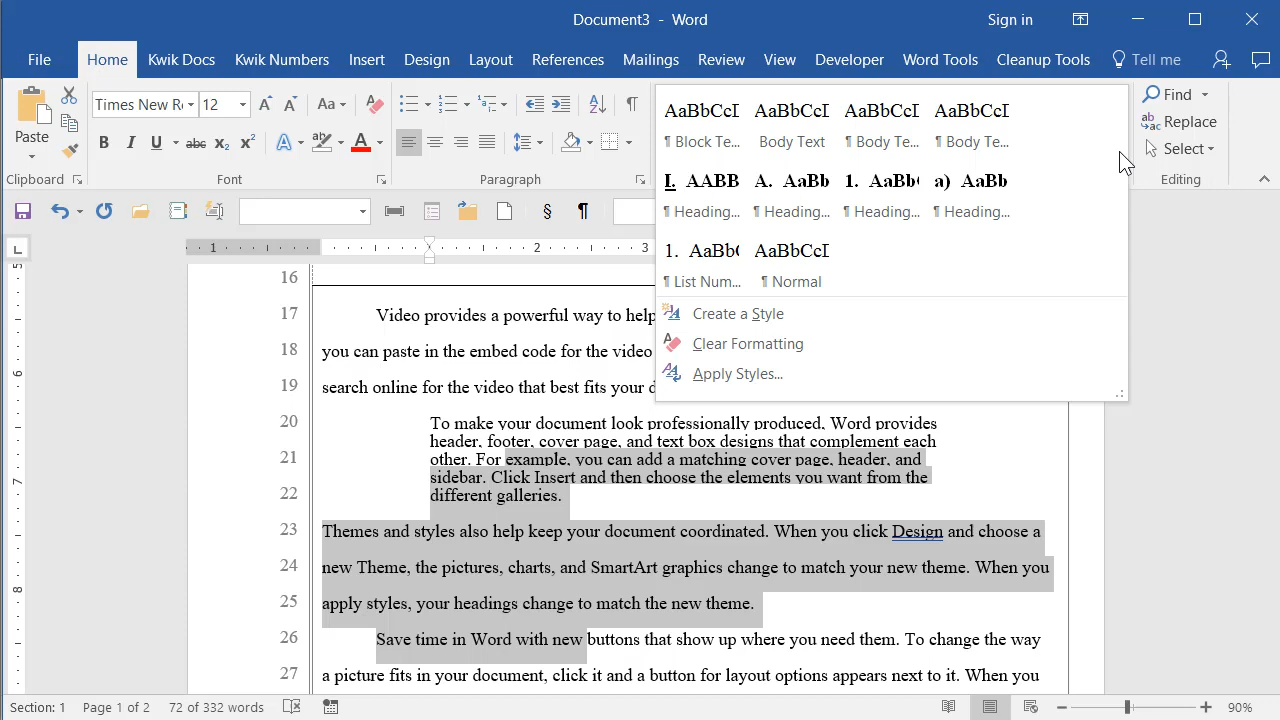 Document3 - Word
Sign in
File Home Kwik Docs Kwik Numbers Insert Design Layout References Mailings Review View Developer Word Tools Cleanup Tools Tell me
Paste
Times New R 12 Aa
B I U abc X2 X2 A A
Clipboard Font Paragraph
AaBbCcI AaBbCcI AaBbCcI AaBbCcI
¶ Block Te... Body Text ¶ Body Te... ¶ Body Te...
I. AABB A. AaBb 1. AaBb a) AaBb
¶ Heading... ¶ Heading... ¶ Heading... ¶ Heading...
1. AaBb AaBbCcI
¶ List Num... ¶ Normal
Create a Style
Clear Formatting
Apply Styles...
Find
Replace
Select
Editing
§ ¶
1 2 3
5
6
7
8
16
17 Video provides a powerful way to help
18 you can paste in the embed code for the video
19 search online for the video that best fits your d
20 To make your document look professionally produced, Word provides
header, footer, cover page, and text box designs that complement each
21 other. For example, you can add a matching cover page, header, and
sidebar. Click Insert and then choose the elements you want from the
22 different galleries.
23 Themes and styles also help keep your document coordinated. When you click Design and choose a
24 new Theme, the pictures, charts, and SmartArt graphics change to match your new theme. When you
25 apply styles, your headings change to match the new theme.
26 Save time in Word with new buttons that show up where you need them. To change the way
27 a picture fits in your document, click it and a button for layout options appears next to it. When you
Section: 1 Page 1 of 2 72 of 332 words 90%